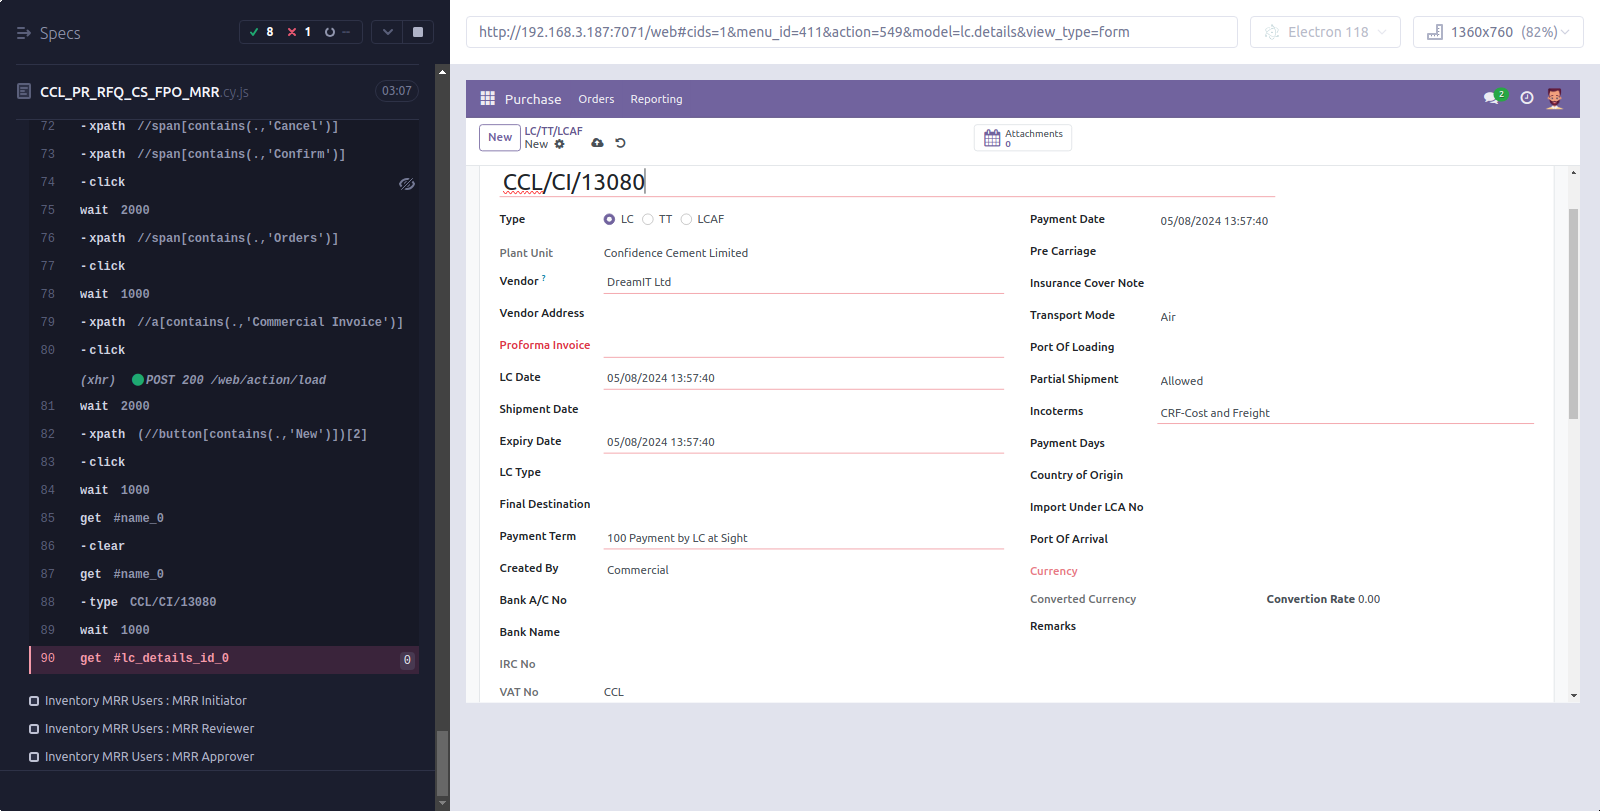 Specs
8 1 --
CCL_PR_RFQ_CS_FPO_MRR.cy.js 03:07
72 -xpath //span[contains(.,'Cancel')]
73 -xpath //span[contains(.,'Confirm')]
74 -click
75 wait 2000
76 -xpath //span[contains(.,'Orders')]
77 -click
78 wait 1000
79 -xpath //a[contains(.,'Commercial Invoice')]
80 -click
(xhr) POST 200 /web/action/load
81 wait 2000
82 -xpath (//button[contains(.,'New')])[2]
83 -click
84 wait 1000
85 get #name_0
86 -clear
87 get #name_0
88 -type CCL/CI/13080
89 wait 1000
90 get #lc_details_id_0 0
Inventory MRR Users : MRR Initiator
Inventory MRR Users : MRR Reviewer
Inventory MRR Users : MRR Approver
http://192.168.3.187:7071/web#cids=1&menu_id=411&action=549&model=lc.details&view_type=form
Electron 118
1360x760 (82%)
Purchase Orders Reporting 2
New
LC/TT/LCAF
New
Attachments
0
CCL/CI/13080
Type LC TT LCAF
Plant Unit Confidence Cement Limited
Vendor ? DreamIT Ltd
Vendor Address
Proforma Invoice
LC Date 05/08/2024 13:57:40
Shipment Date
Expiry Date 05/08/2024 13:57:40
LC Type
Final Destination
Payment Term 100 Payment by LC at Sight
Created By Commercial
Bank A/C No
Bank Name
IRC No
VAT No CCL
Payment Date 05/08/2024 13:57:40
Pre Carriage
Insurance Cover Note
Transport Mode Air
Port Of Loading
Partial Shipment Allowed
Incoterms CRF-Cost and Freight
Payment Days
Country of Origin
Import Under LCA No
Port Of Arrival
Currency
Converted Currency Convertion Rate 0.00
Remarks